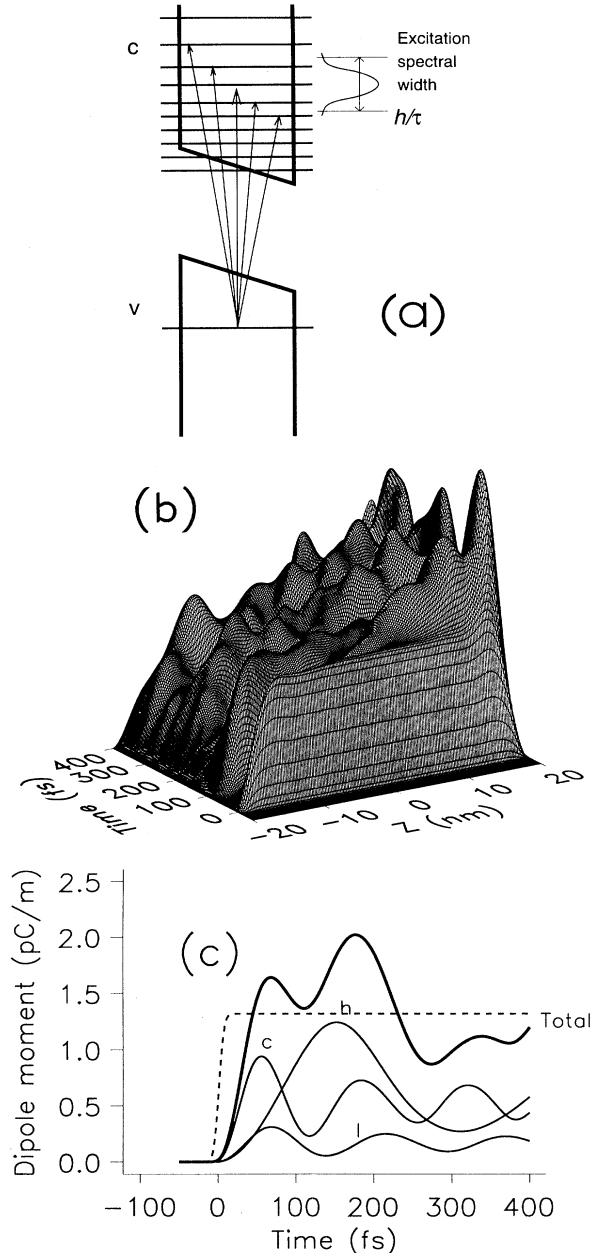 c
Excitation
spectral
width
h/τ
v
(a)
(b)
400
300
200
100
0
Time (fs)
-20
-10
0
10
20
Z (nm)
2.5
2.0
1.5
1.0
0.5
0.0
Dipole moment (pC/m)
(c)
h
c
l
Total
-100 0 100 200 300 400
Time (fs)